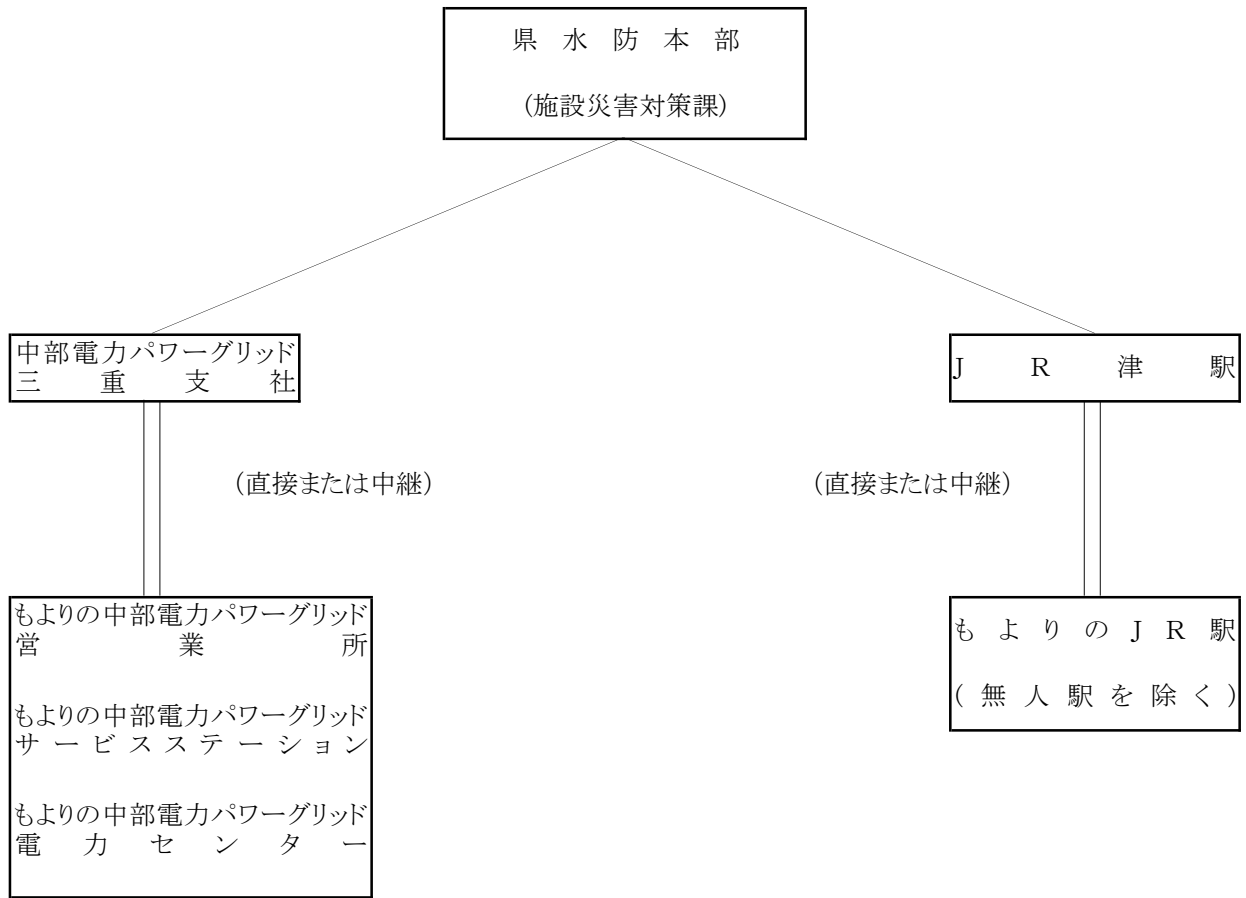 県水防本部
(施設災害対策課)
中部電力パワーグリッド
三重支社
JR津駅
(直接または中継)
(直接または中継)
もよりの中部電力パワーグリッド
営業所
もよりの中部電力パワーグリッド
サービスステーション
もよりの中部電力パワーグリッド
電力センター
もよりのJR駅
(無人駅を除く)